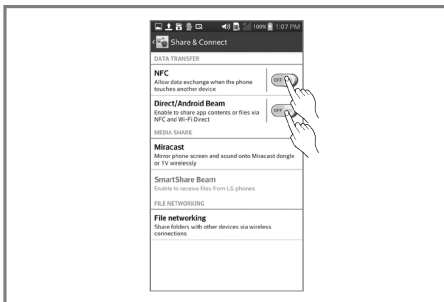 100% 1:07 PM
Share & Connect
DATA TRANSFER
NFC
Allow data exchange when the phone
touches another device
OFF
Direct/Android Beam
Enable to share app contents or files via
NFC and Wi-Fi Direct
OFF
MEDIA SHARE
Miracast
Mirror phone screen and sound onto Miracast dongle
or TV wirelessly
SmartShare Beam
Enable to receive files from LG phones
FILE NETWORKING
File networking
Share folders with other devices via wireless
connections